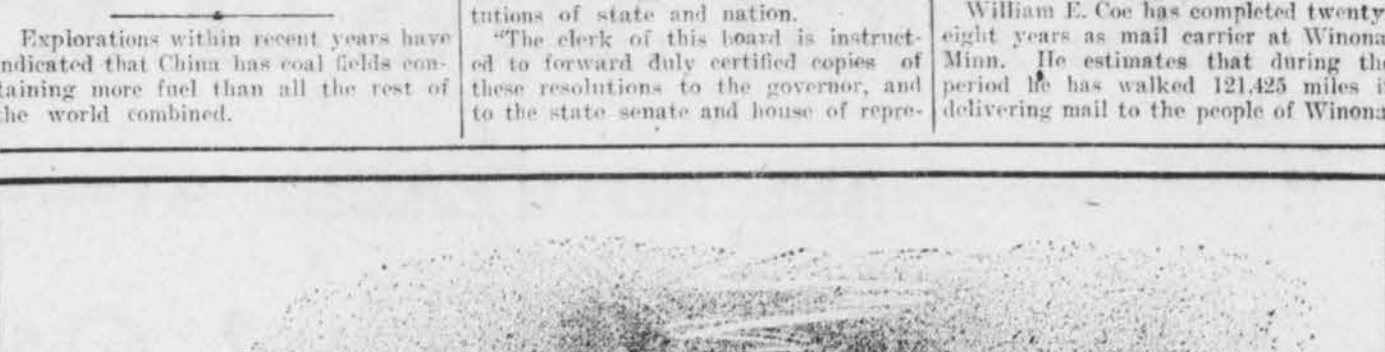 Explorations within recent years have
ndicated that China has coal fields con-
taining more fuel than all the rest of
the world combined.
tutions of state and nation.
"The clerk of this board is instruct-
ed to forward duly certified copies of
these resolutions to the governor, and
to the state senate and house of repre-
William E. Coe has completed twenty-
eight years as mail carrier at Winona
Minn. He estimates that during the
period he has walked 121,425 miles i
delivering mail to the people of Winona